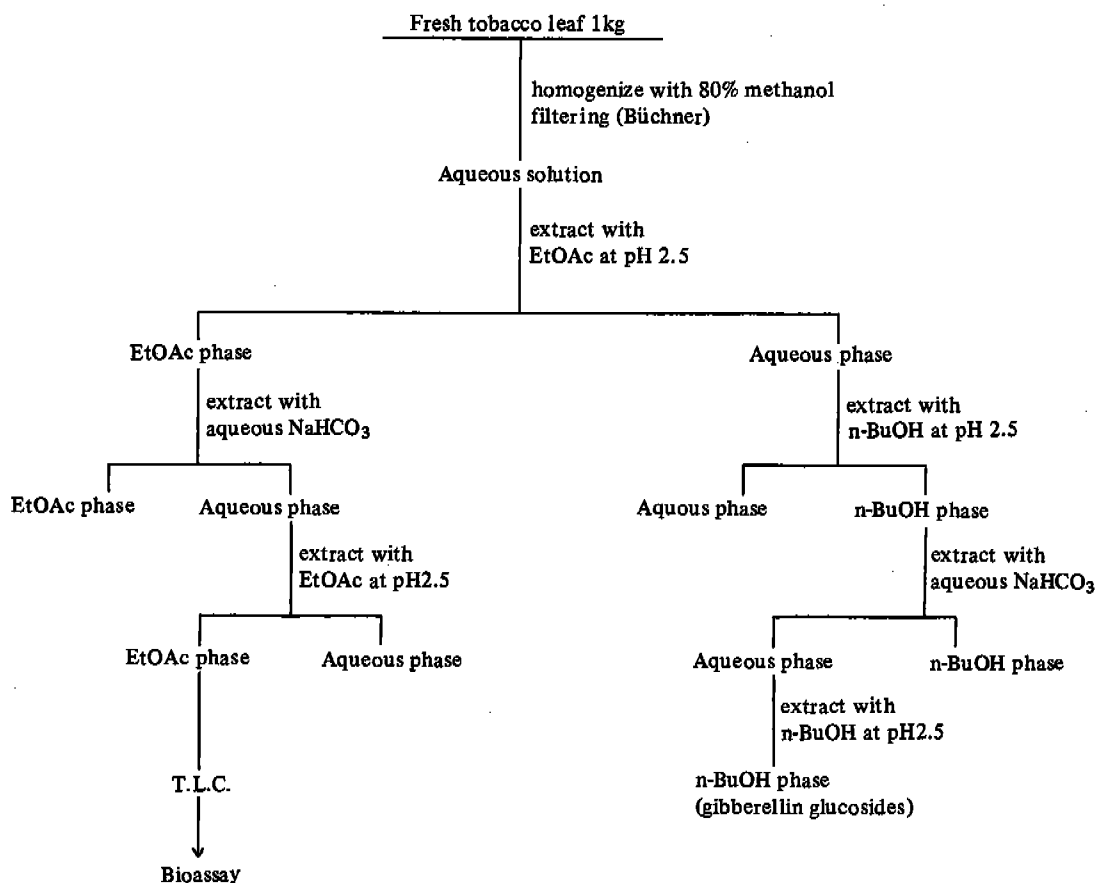 Fresh tobacco leaf 1kg
homogenize with 80% methanol
filtering (Büchner)
Aqueous solution
extract with
EtOAc at pH 2.5
EtOAc phase
Aqueous phase
extract with
aqueous NaHCO₃
extract with
n-BuOH at pH 2.5
EtOAc phase
Aqueous phase
Aquous phase
n-BuOH phase
extract with
EtOAc at pH2.5
extract with
aqueous NaHCO₃
EtOAc phase
Aqueous phase
Aqueous phase
n-BuOH phase
extract with
n-BuOH at pH2.5
T.L.C.
n-BuOH phase
(gibberellin glucosides)
Bioassay